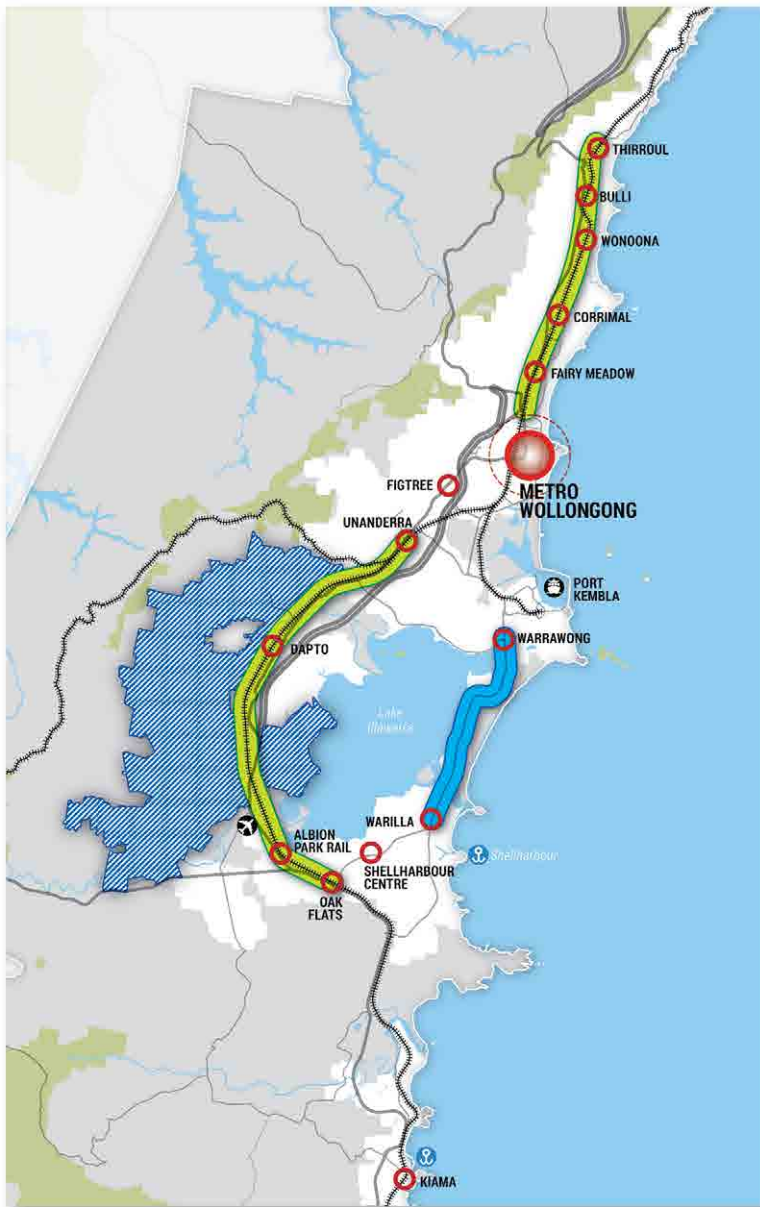 THIRROUL
BULLI
WONOONA
CORRIMAL
FAIRY MEADOW
FIGTREE
METRO
WOLLONGONG
UNANDERRA
PORT
KEMBLA
WARRAWONG
DAPTO
Lake
Illawarra
WARILLA
ALBION
PARK RAIL
SHELLHARBOUR
CENTRE
Shellharbour
OAK
FLATS
KIAMA